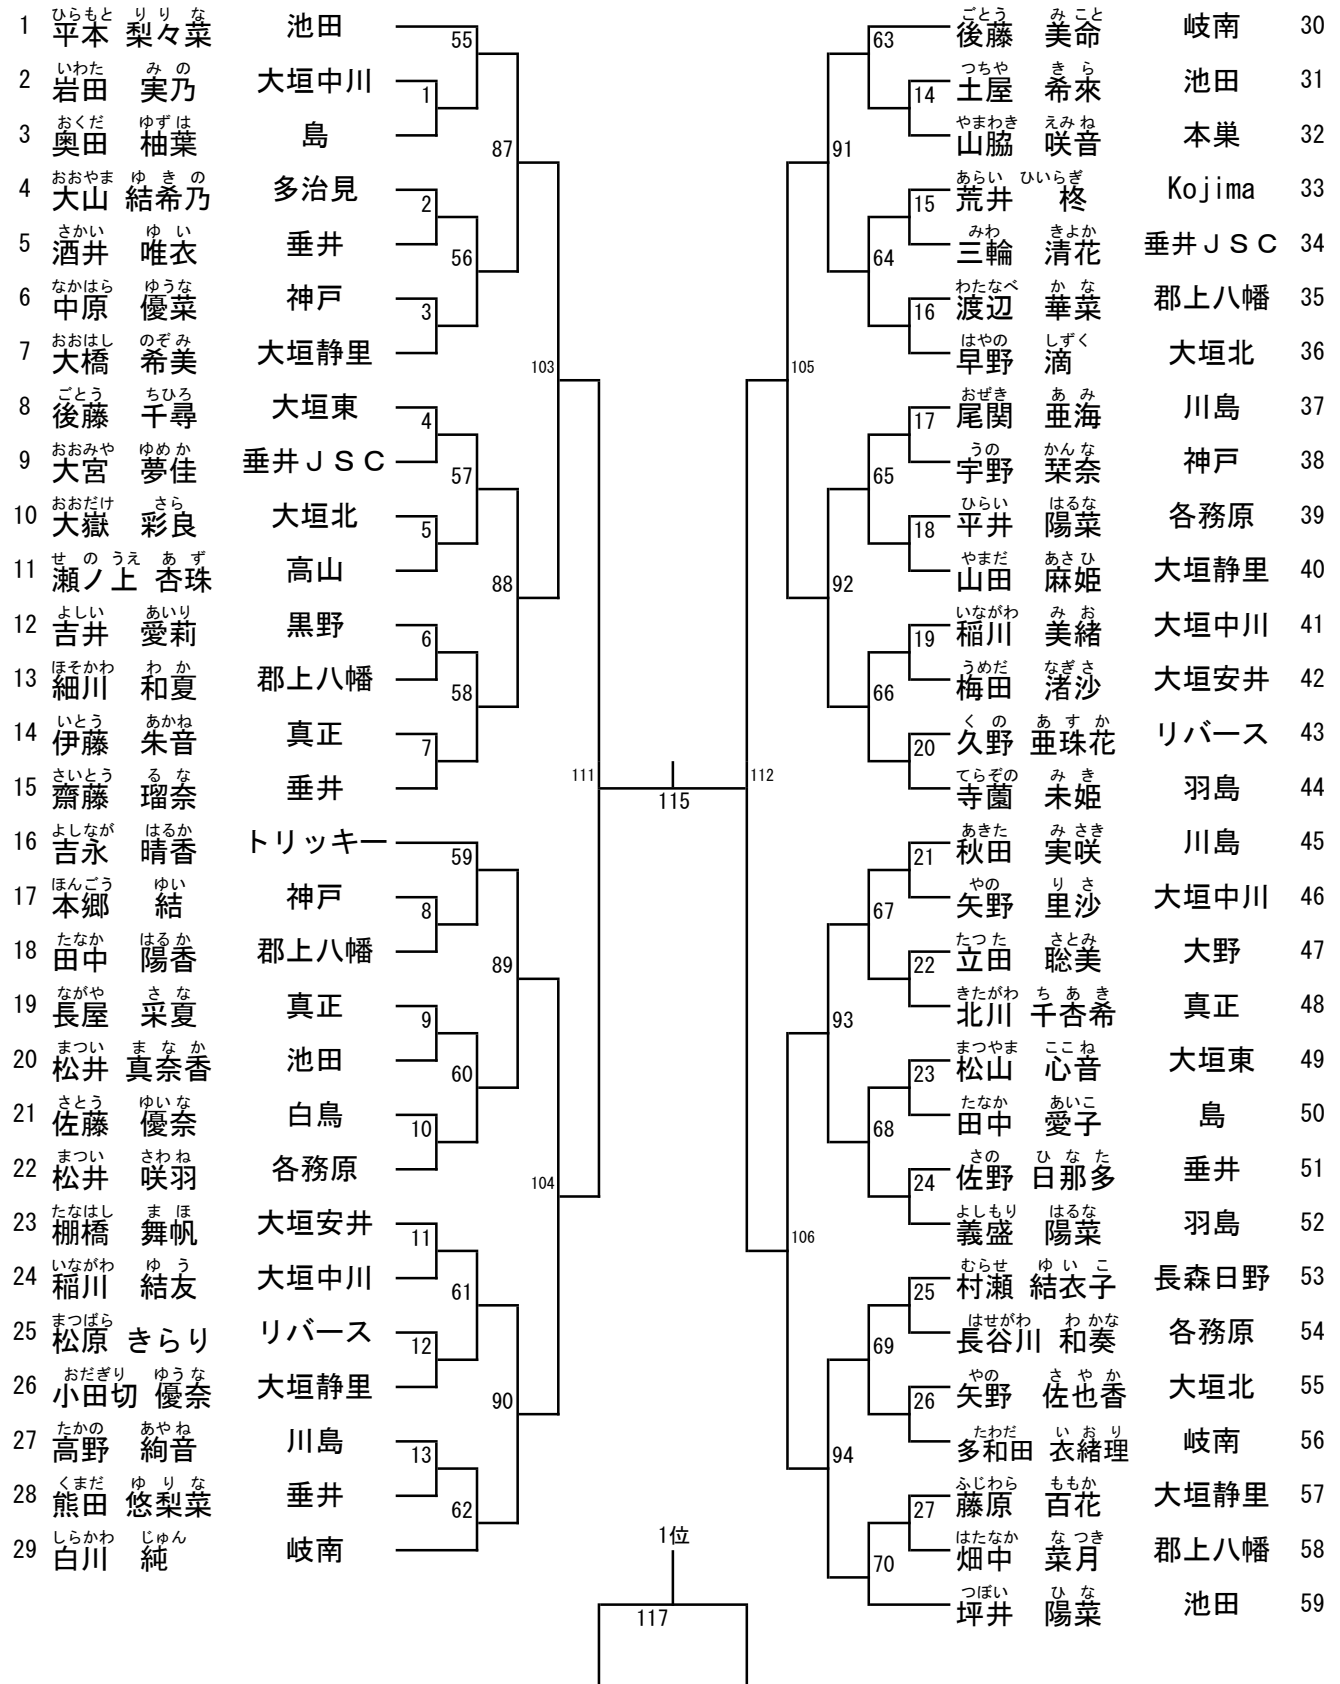 1 平本 梨々菜 池田 ひらもと りりな
2 岩田 実乃 大垣中川 いわた みの
3 奥田 柚葉 島 おくだ ゆずは
4 大山 結希乃 多治見 おおやま ゆきの
5 酒井 唯衣 垂井 さかい ゆい
6 中原 優菜 神戸 なかはら ゆうな
7 大橋 希美 大垣静里 おおはし のぞみ
8 後藤 千尋 大垣東 ごとう ちひろ
9 大宮 夢佳 垂井ＪＳＣ おおみや ゆめか
10 大嶽 彩良 大垣北 おおだけ さら
11 瀬ノ上 杏珠 高山 せのうえ あず
12 吉井 愛莉 黒野 よしい あいり
13 細川 和夏 郡上八幡 ほそかわ わか
14 伊藤 朱音 真正 いとう あかね
15 齋藤 瑠奈 垂井 さいとう るな
16 吉永 晴香 トリッキー よしなが はるか
17 本郷 結 神戸 ほんごう ゆい
18 田中 陽香 郡上八幡 たなか はるか
19 長屋 采夏 真正 ながや さな
20 松井 真奈香 池田 まつい まなか
21 佐藤 優奈 白鳥 さとう ゆいな
22 松井 咲羽 各務原 まつい さわね
23 棚橋 舞帆 大垣安井 たなはし まほ
24 稲川 結友 大垣中川 いながわ ゆう
25 松原 きらり リバース まつばら
26 小田切 優奈 大垣静里 おだぎり ゆうな
27 高野 絢音 川島 たかの あやね
28 熊田 悠梨菜 垂井 くまだ ゆりな
29 白川 純 岐南 しらかわ じゅん
55
1
87
2
56
3
103
4
57
5
88
6
58
7
111
59
8
89
9
60
10
104
11
61
12
90
13
62
115
1位
117
112
63
14
91
15
64
16
105
17
65
18
92
19
66
20
21
67
22
93
23
68
24
106
25
69
26
94
27
70
後藤 美命 岐南 30 ごとう みこと
土屋 希來 池田 31 つちや きら
山脇 咲音 本巣 32 やまわき えみね
荒井 柊 Kojima 33 あらい ひいらぎ
三輪 清花 垂井ＪＳＣ 34 みわ きよか
渡辺 華菜 郡上八幡 35 わたなべ かな
早野 滴 大垣北 36 はやの しずく
尾関 亜海 川島 37 おぜき あみ
宇野 栞奈 神戸 38 うの かんな
平井 陽菜 各務原 39 ひらい はるな
山田 麻姫 大垣静里 40 やまだ あさひ
稲川 美緒 大垣中川 41 いながわ みお
梅田 渚沙 大垣安井 42 うめだ なぎさ
久野 亜珠花 リバース 43 くの あすか
寺薗 未姫 羽島 44 てらぞの みき
秋田 実咲 川島 45 あきた みさき
矢野 里沙 大垣中川 46 やの りさ
立田 聡美 大野 47 たつた さとみ
北川 千杏希 真正 48 きたがわ ちあき
松山 心音 大垣東 49 まつやま ここね
田中 愛子 島 50 たなか あいこ
佐野 日那多 垂井 51 さの ひなた
義盛 陽菜 羽島 52 よしもり はるな
村瀬 結衣子 長森日野 53 むらせ ゆいこ
長谷川 和奏 各務原 54 はせがわ わかな
矢野 佐也香 大垣北 55 やの さやか
多和田 衣緒理 岐南 56 たわだ いおり
藤原 百花 大垣静里 57 ふじわら ももか
畑中 菜月 郡上八幡 58 はたなか なつき
坪井 陽菜 池田 59 つぼい ひな